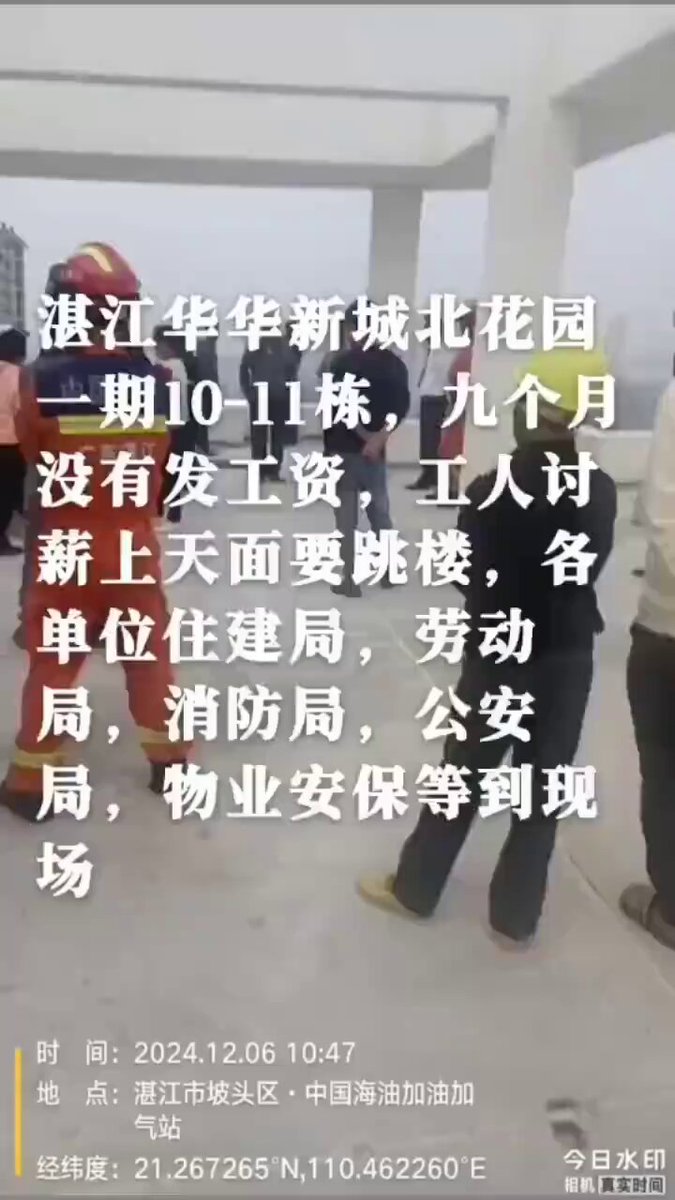 湛江华华新城北花园
一期10-11栋，九个月
没有发工资，工人讨
薪上天面要跳楼，各
单位住建局，劳动
局，消防局，公安
局，物业安保等到现
场
时 间：2024.12.06 10:47
地 点：湛江市坡头区·中国海油加油加
气站
经纬度：21.267265°N,110.462260°E
今日水印
相机 真实时间